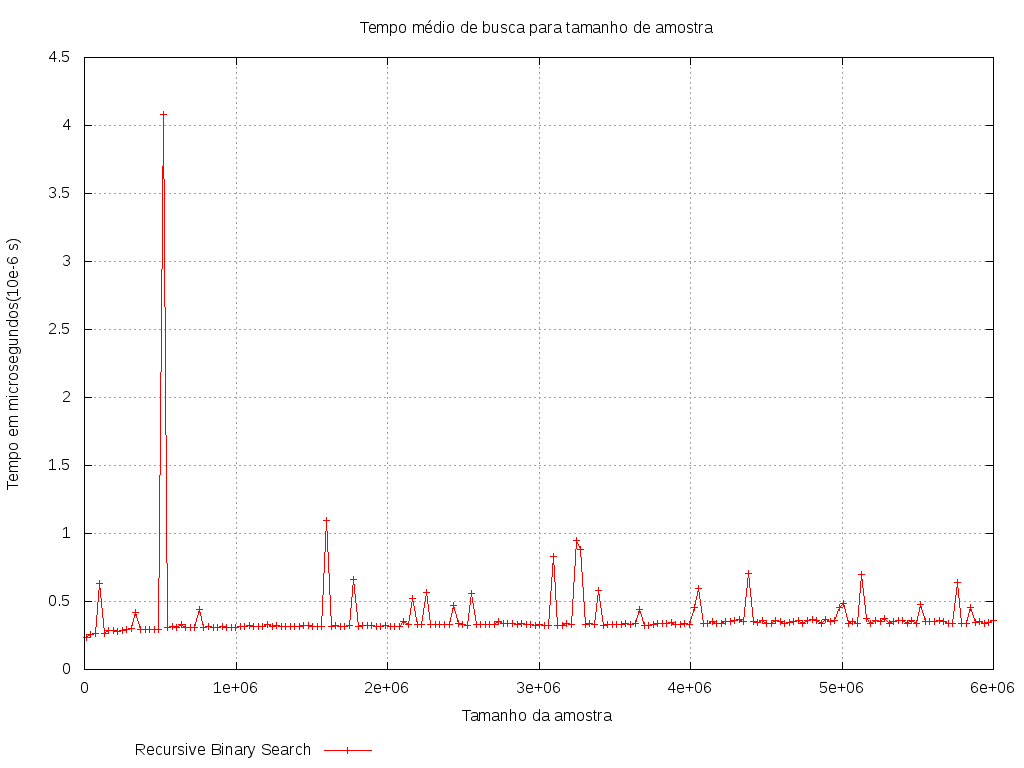 Tempo médio de busca para tamanho de amostra
4.5
4
3.5
3
2.5
2
1.5
1
0.5
0
Tempo em microsegundos(10e-6 s)
0 1e+06 2e+06 3e+06 4e+06 5e+06 6e+06
Tamanho da amostra
Recursive Binary Search